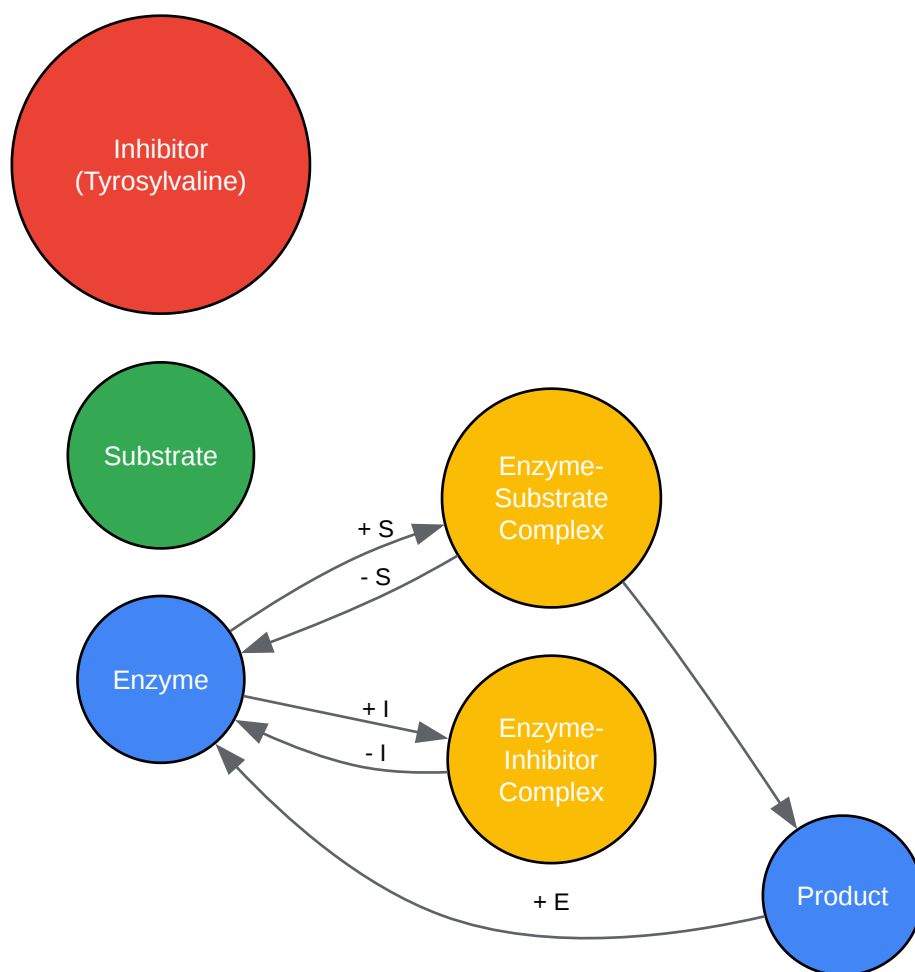 Inhibitor
(Tyrosylvaline)
Substrate
Enzyme-
Substrate
Complex
+ S
- S
Enzyme
+ I
- I
Enzyme-
Inhibitor
Complex
+ E
Product